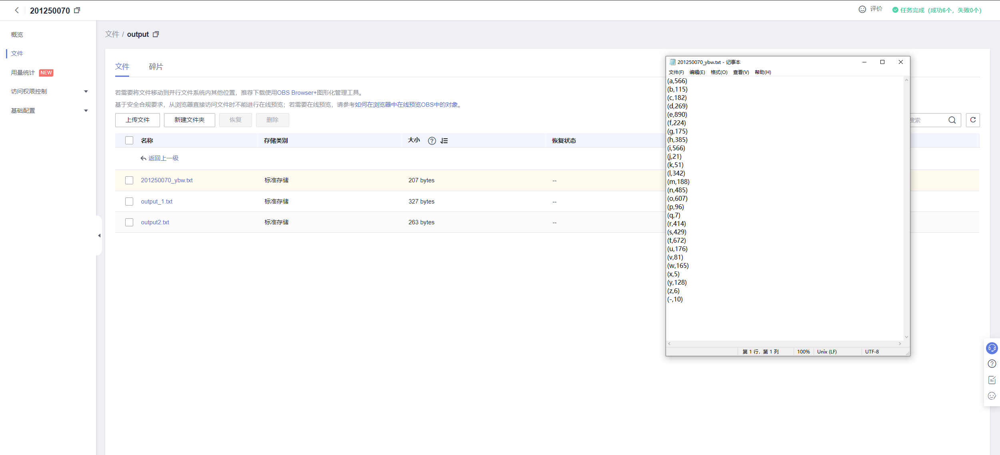 201250070
评价
任务完成（成功6个，失败0个）
概览
文件
用量统计 NEW
访问权限控制
基础配置
文件 / output
文件 碎片
若需要将文件移动到并行文件系统内其他位置，推荐下载使用OBS Browser+图形化管理工具。
基于安全合规要求，从浏览器直接访问文件时不能进行在线预览；若需要在线预览，请参考如何在浏览器中在线预览OBS中的对象。
上传文件 新建文件夹 恢复 删除
搜索
名称 存储类别 大小 恢复状态
返回上一级
201250070_ybw.txt 标准存储 207 bytes --
output_1.txt 标准存储 327 bytes --
output2.txt 标准存储 263 bytes --
201250070_ybw.txt - 记事本
文件(F) 编辑(E) 格式(O) 查看(V) 帮助(H)
(a,566)
(b,115)
(c,182)
(d,269)
(e,890)
(f,224)
(g,175)
(h,385)
(i,566)
(j,21)
(k,51)
(l,342)
(m,188)
(n,485)
(o,607)
(p,96)
(q,7)
(r,414)
(s,429)
(t,672)
(u,176)
(v,81)
(w,165)
(x,5)
(y,128)
(z,6)
(-,10)
第 1 行，第 1 列 100% Unix (LF) UTF-8